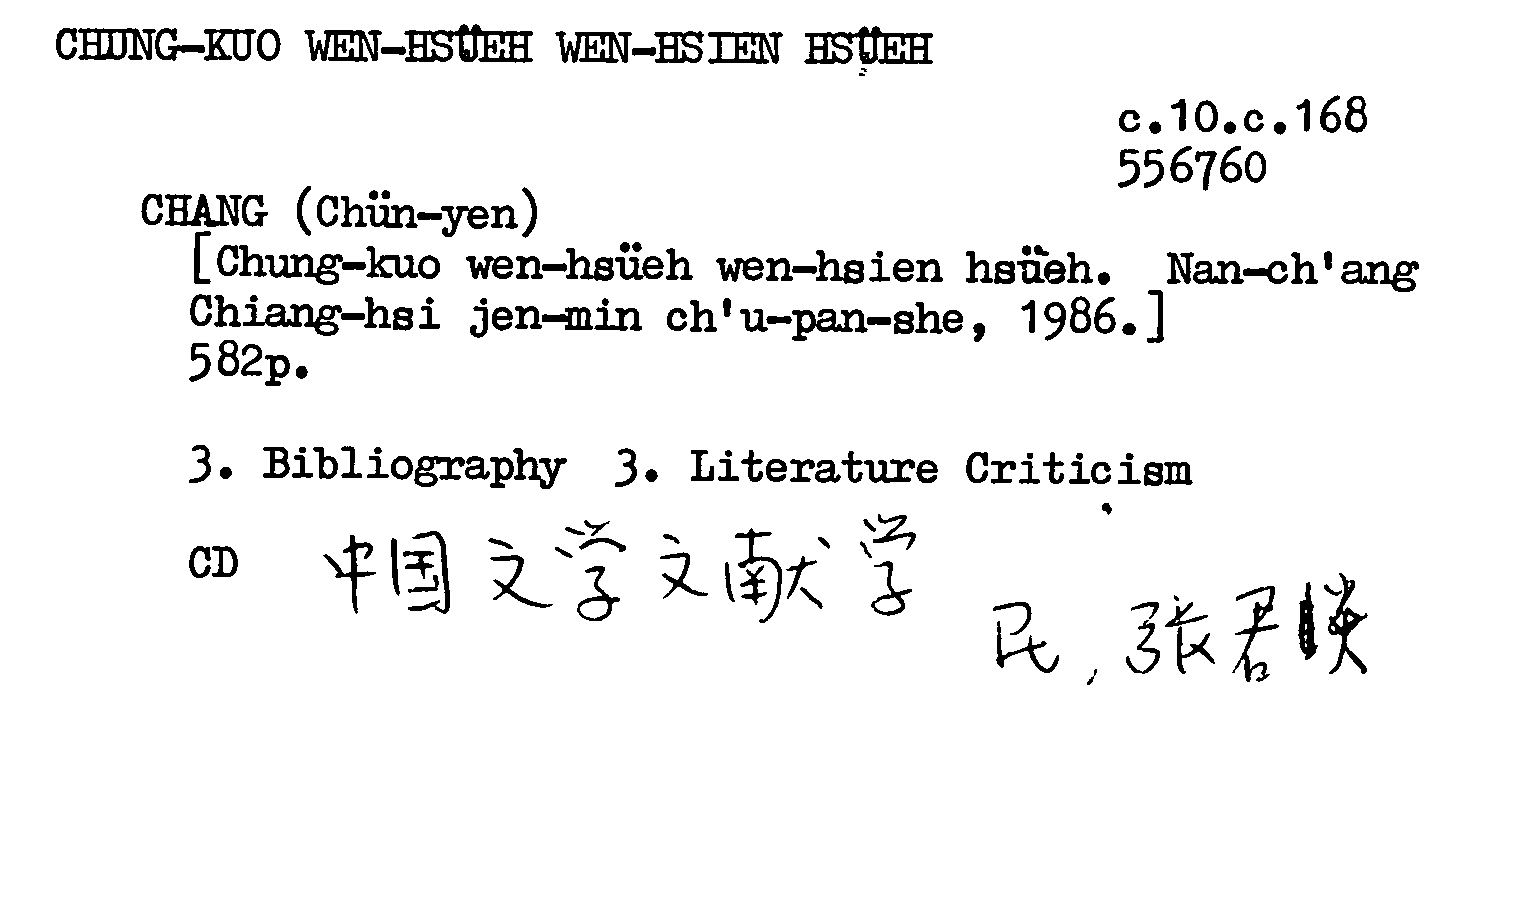 CHUNG-KUO WEN-HSÜEH WEN-HSIEN HSÜEH
c.10.c.168
556760
CHANG (Chün-yen)
[Chung-kuo wen-hsüeh wen-hsien hsüeh. Nan-ch'ang
Chiang-hsi jen-min ch'u-pan-she, 1986.]
582p.
3. Bibliography 3. Literature Criticism
CD 中国文学文献学
民, 張君